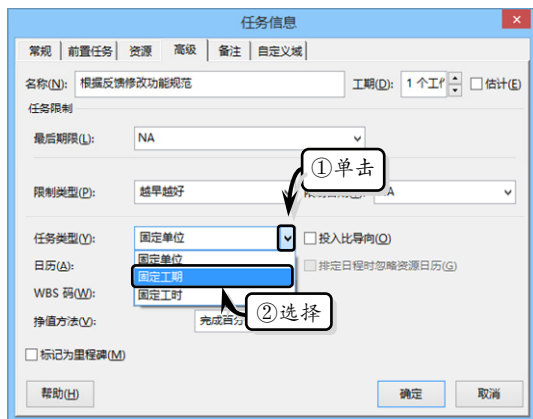 任务信息
常规 前置任务 资源 高级 备注 自定义域
名称(N): 根据反馈修改功能规范 工期(D): 1 个工作 估计(E)
任务限制
最后期限(L): NA
①单击
限制类型(P): 越早越好
任务类型(Y): 固定单位 投入比导向(O)
固定单位
日历(A): 固定工期 排定日程时忽略资源日历(G)
WBS 码(W): 固定工时
②选择
挣值方法(V): 完成百分
标记为里程碑(M)
帮助(H) 确定 取消